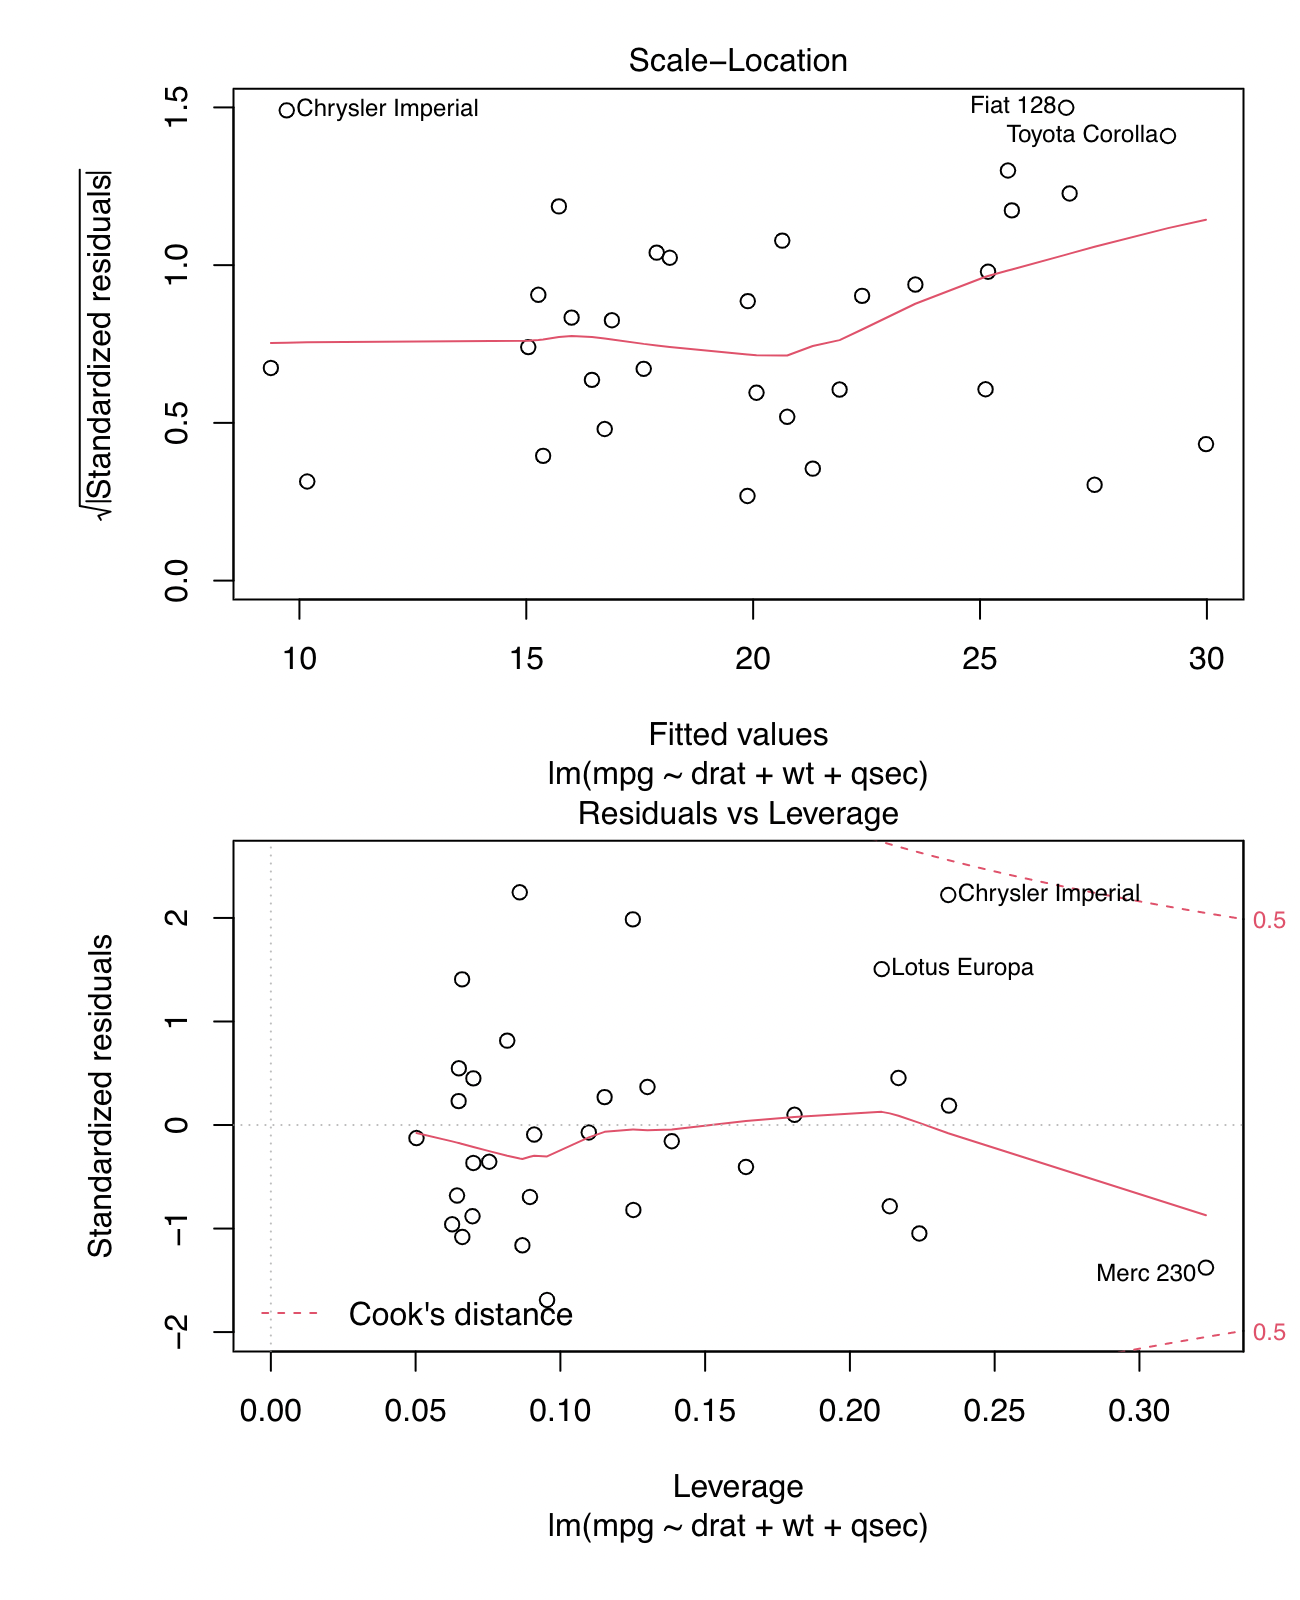 Scale−Location
Chrysler Imperial
Fiat 128
Toyota Corolla
√|Standardized residuals|
1.5
1.0
0.5
0.0
10 15 20 25 30
Fitted values
lm(mpg ~ drat + wt + qsec)
Residuals vs Leverage
Chrysler Imperial
0.5
Lotus Europa
Standardized residuals
2
1
0
−1
−2
Merc 230
Cook's distance
0.5
0.00 0.05 0.10 0.15 0.20 0.25 0.30
Leverage
lm(mpg ~ drat + wt + qsec)